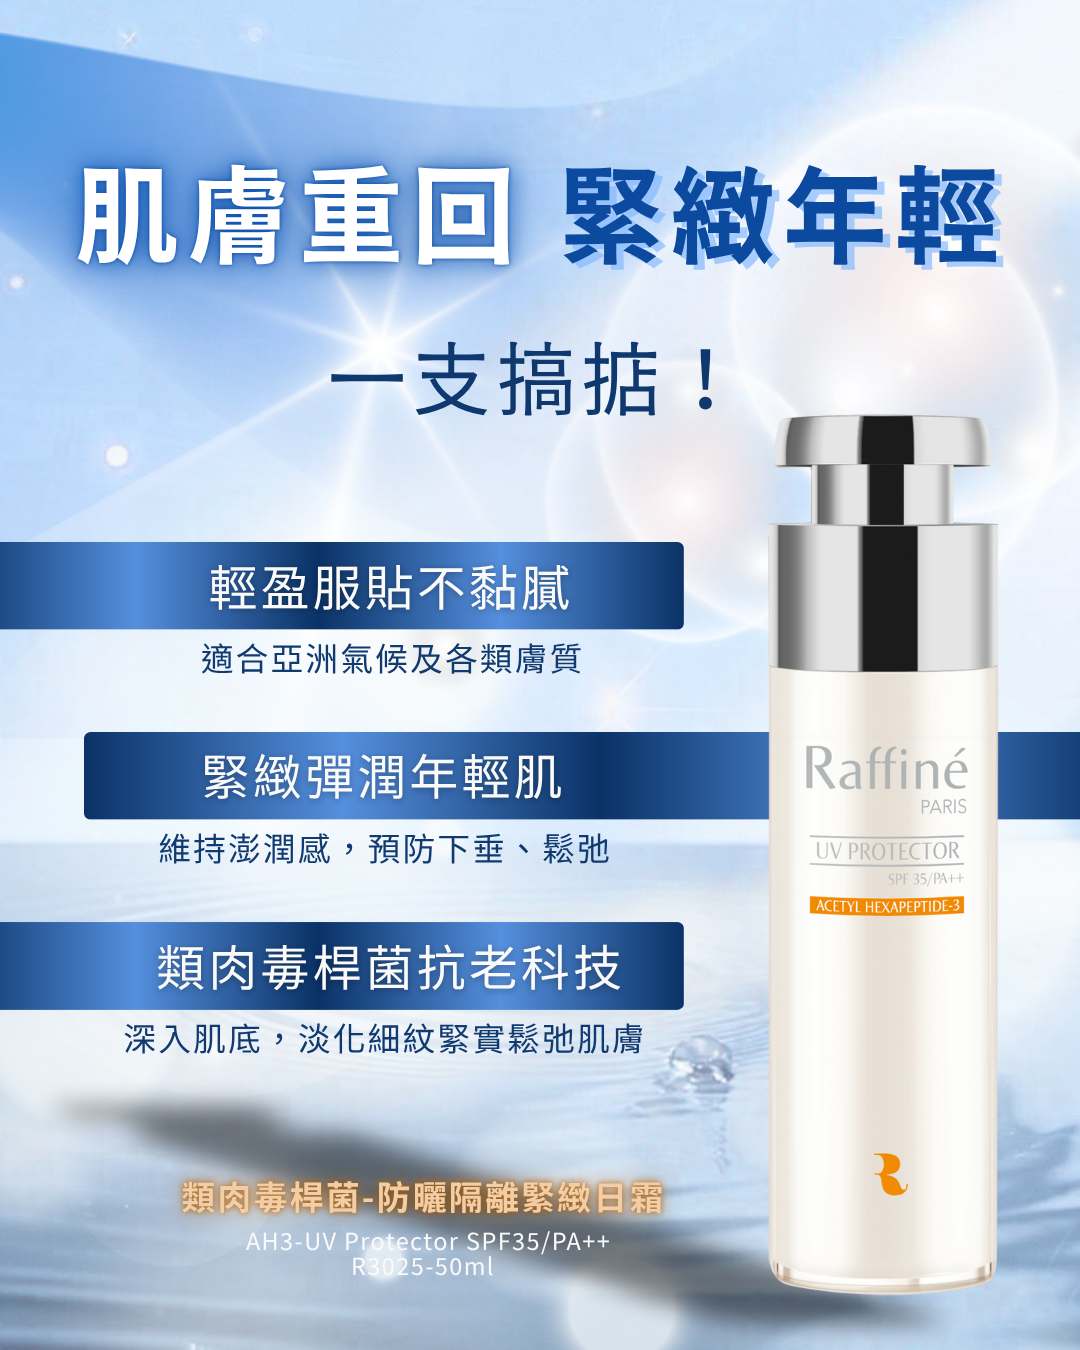 肌膚重回 緊緻年輕
一支搞掂！
輕盈服貼不黏膩
適合亞洲氣候及各類膚質
緊緻彈潤年輕肌
維持澎潤感，預防下垂、鬆弛
類肉毒桿菌抗老科技
深入肌底，淡化細紋緊實鬆弛肌膚
Raffiné
PARIS
UV PROTECTOR
SPF 35/PA++
ACETYL HEXAPEPTIDE-3
R
類肉毒桿菌-防曬隔離緊緻日霜
AH3-UV Protector SPF35/PA++
R3025-50ml